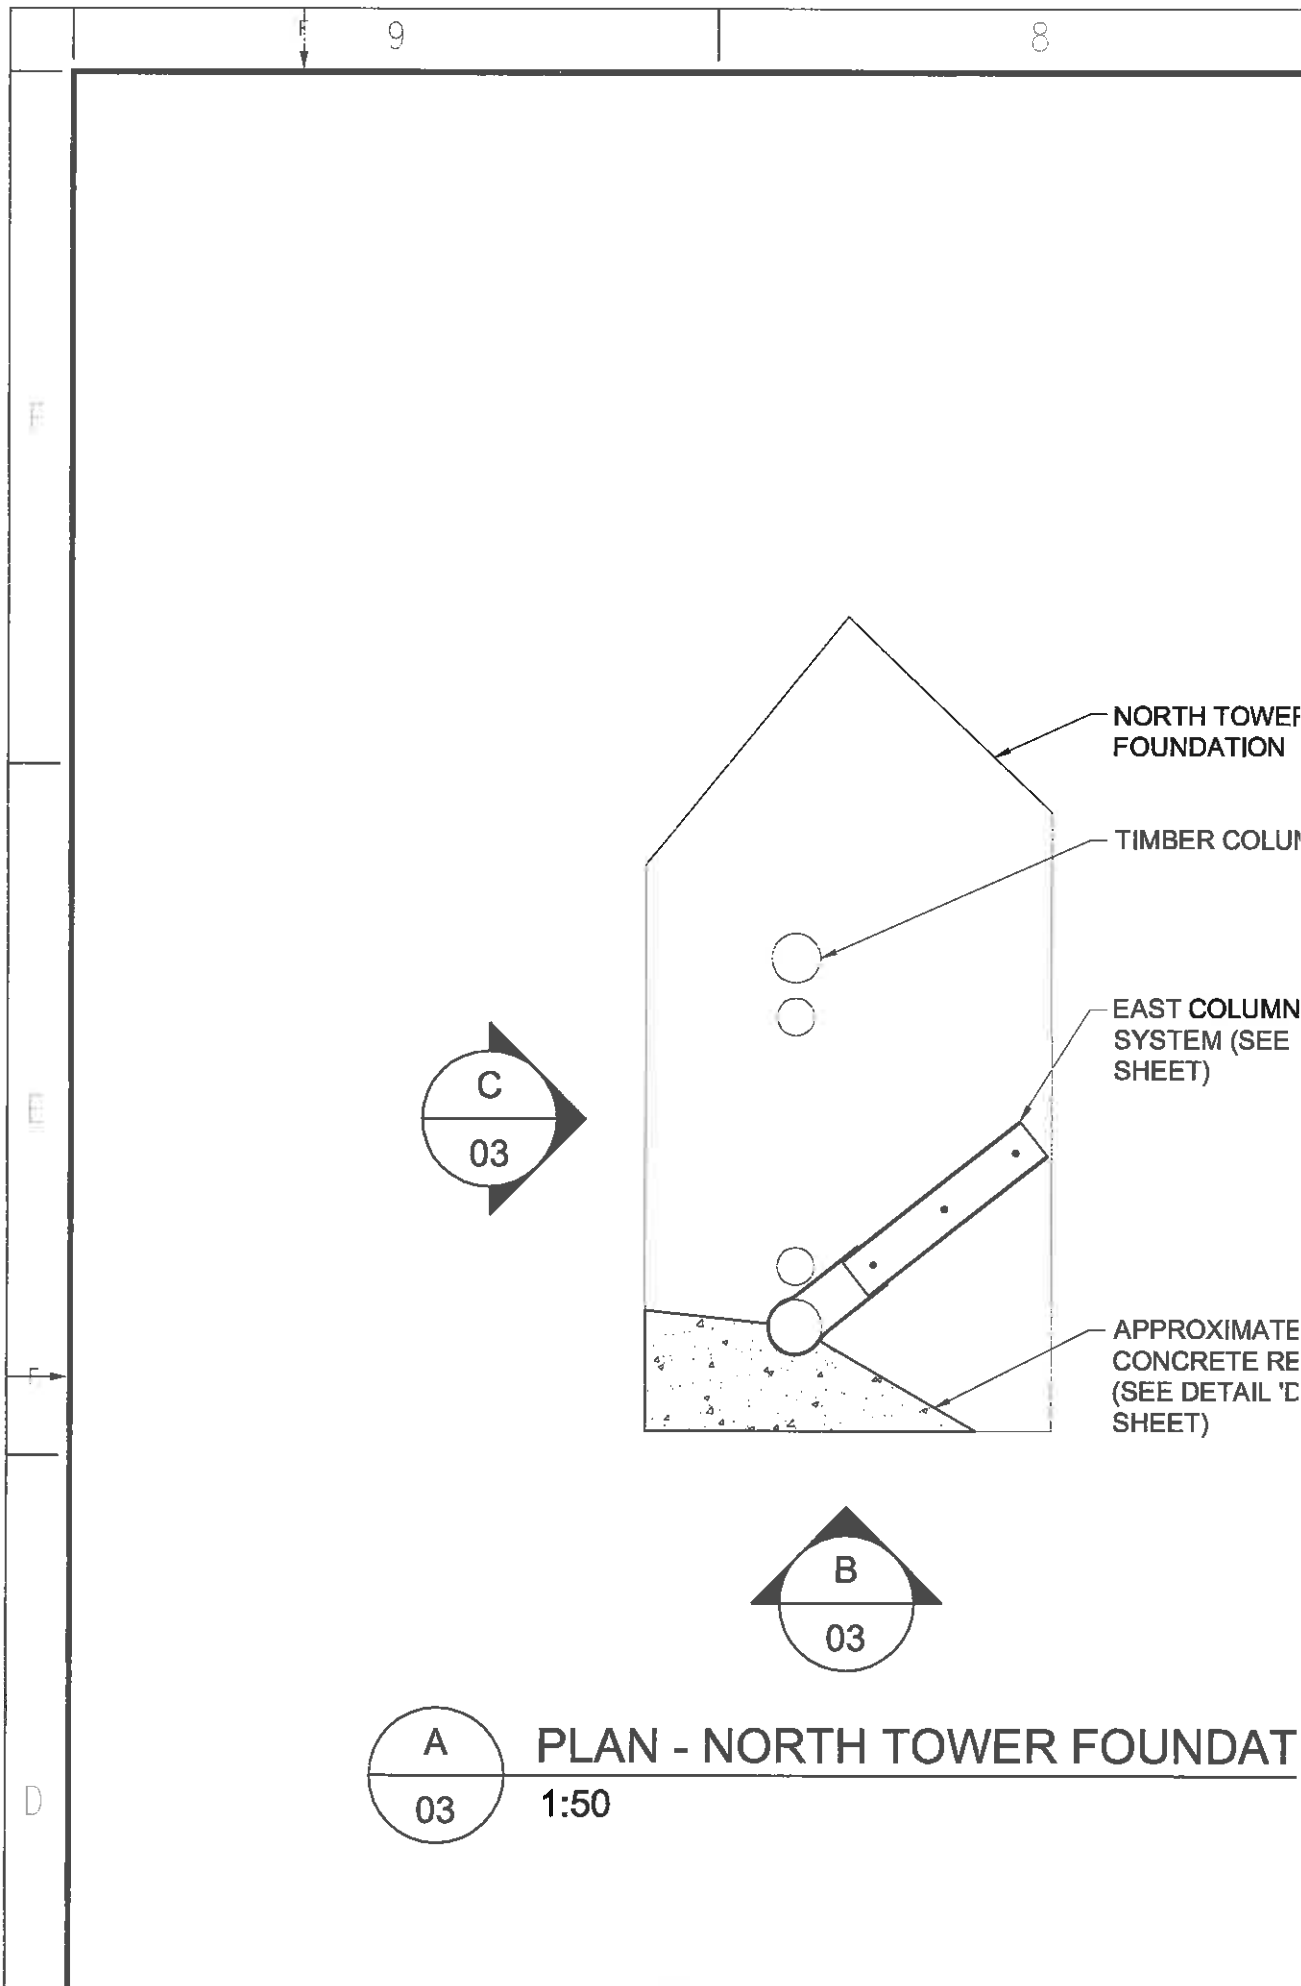 9
8
F
NORTH TOWER
FOUNDATION
TIMBER COLUM
EAST COLUMN
SYSTEM (SEE
SHEET)
C
03
E
APPROXIMATE
CONCRETE RE
(SEE DETAIL 'D
SHEET)
B
03
A
03
PLAN - NORTH TOWER FOUNDAT
1:50
D